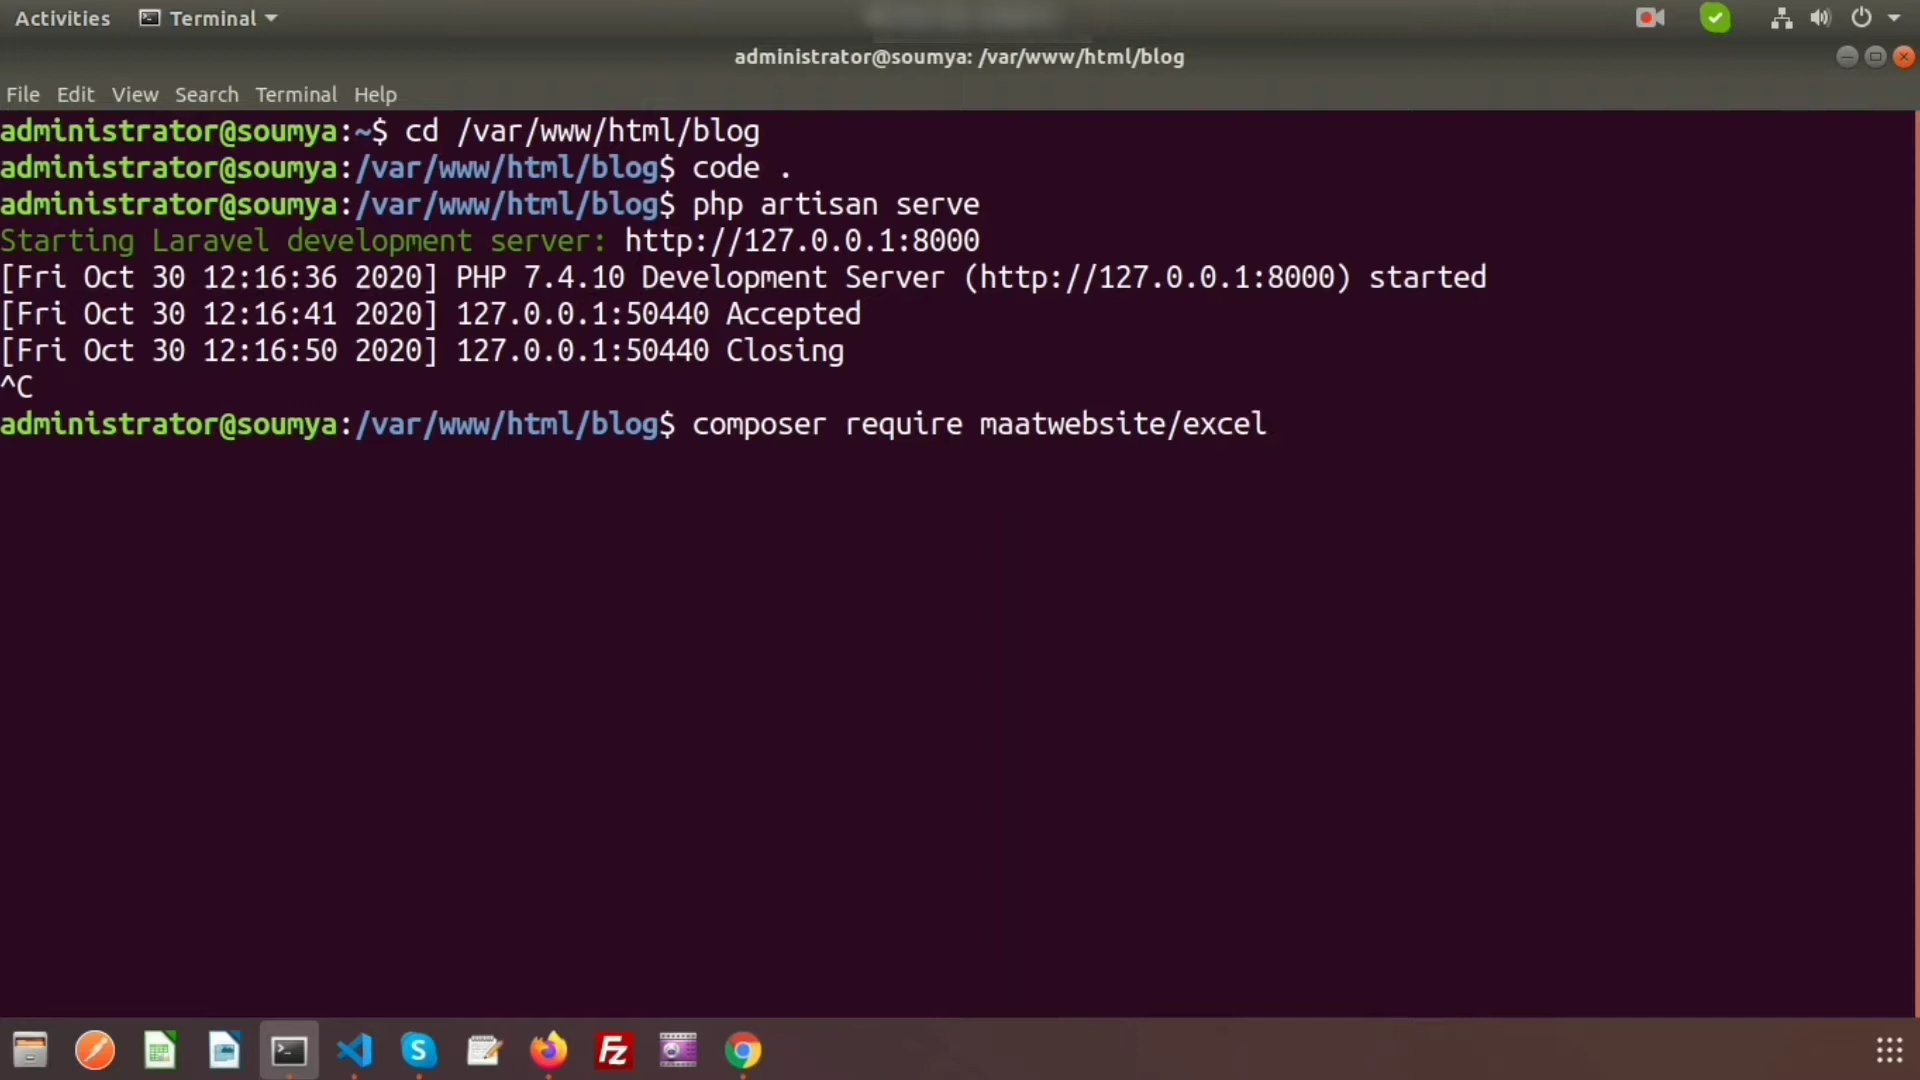 Activities Terminal
administrator@soumya: /var/www/html/blog
File Edit View Search Terminal Help
administrator@soumya:~$ cd /var/www/html/blog
administrator@soumya:/var/www/html/blog$ code .
administrator@soumya:/var/www/html/blog$ php artisan serve
Starting Laravel development server: http://127.0.0.1:8000
[Fri Oct 30 12:16:36 2020] PHP 7.4.10 Development Server (http://127.0.0.1:8000) started
[Fri Oct 30 12:16:41 2020] 127.0.0.1:50440 Accepted
[Fri Oct 30 12:16:50 2020] 127.0.0.1:50440 Closing
^C
administrator@soumya:/var/www/html/blog$ composer require maatwebsite/excel